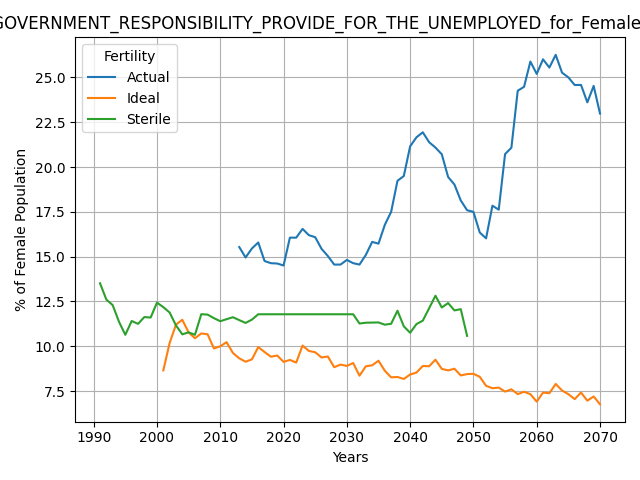 GOVERNMENT_RESPONSIBILITY_PROVIDE_FOR_THE_UNEMPLOYED_for_Female
Fertility
Actual
Ideal
Sterile
% of Female Population
25.0
22.5
20.0
17.5
15.0
12.5
10.0
7.5
1990 2000 2010 2020 2030 2040 2050 2060 2070
Years